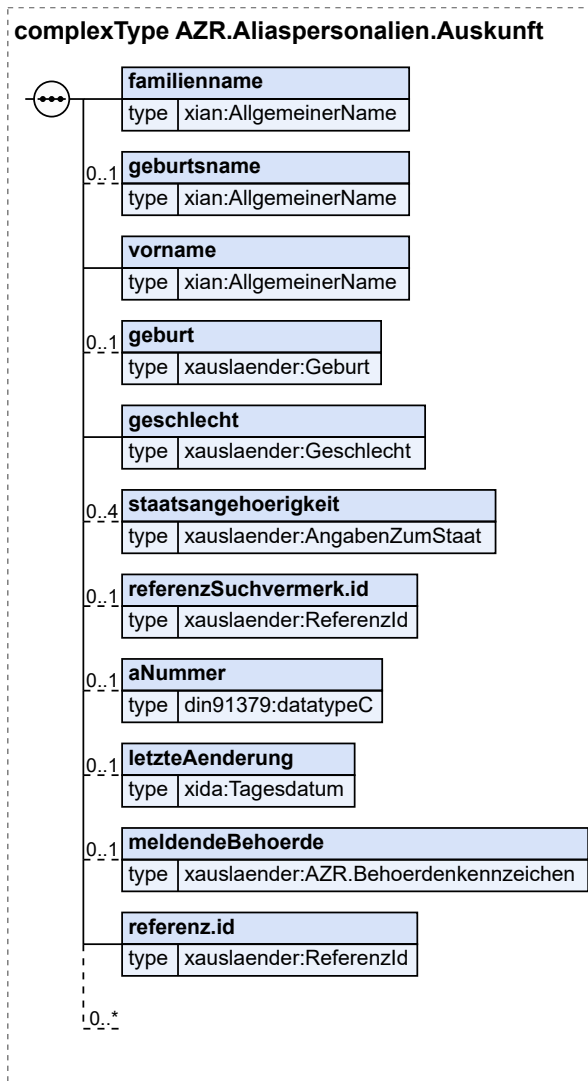 complexType AZR.Aliaspersonalien.Auskunft
familienname
type xian:AllgemeinerName
0..1 geburtsname
type xian:AllgemeinerName
vorname
type xian:AllgemeinerName
0..1 geburt
type xauslaender:Geburt
geschlecht
type xauslaender:Geschlecht
0..4 staatsangehoerigkeit
type xauslaender:AngabenZumStaat
0..1 referenzSuchvermerk.id
type xauslaender:ReferenzId
0..1 aNummer
type din91379:datatypeC
0..1 letzteAenderung
type xida:Tagesdatum
0..1 meldendeBehoerde
type xauslaender:AZR.Behoerdenkennzeichen
referenz.id
type xauslaender:ReferenzId
0..*